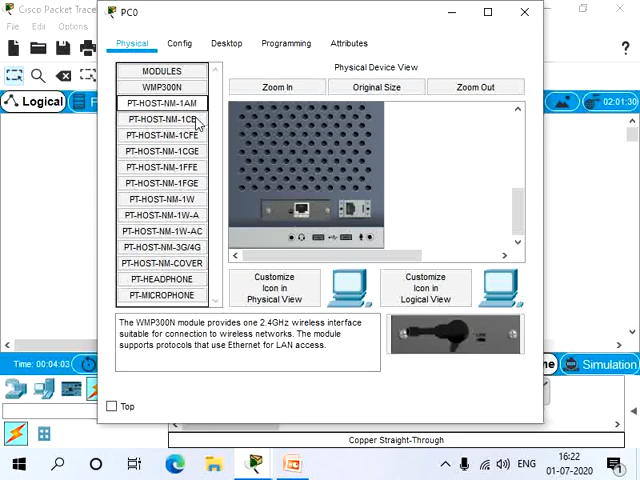 Cisco Packet Trace
PC0
File Edit Options
Physical Config Desktop Programming Attributes
Logical
02:01:30
MODULES
WMP300N
PT-HOST-NM-1AM
PT-HOST-NM-1CE
PT-HOST-NM-1CFE
PT-HOST-NM-1CGE
PT-HOST-NM-1FFE
PT-HOST-NM-1FGE
PT-HOST-NM-1W
PT-HOST-NM-1W-A
PT-HOST-NM-1W-AC
PT-HOST-NM-3G/4G
PT-HOST-NM-COVER
PT-HEADPHONE
PT-MICROPHONE
Physical Device View
Zoom In Original Size Zoom Out
Customize
Icon in
Physical View
Customize
Icon in
Logical View
The WMP300N module provides one 2.4GHz wireless interface
suitable for connection to wireless networks. The module
supports protocols that use Ethernet for LAN access.
Time: 00:04:03
me
Simulation
Top
Copper Straight-Through
ENG
16:22
01-07-2020
1